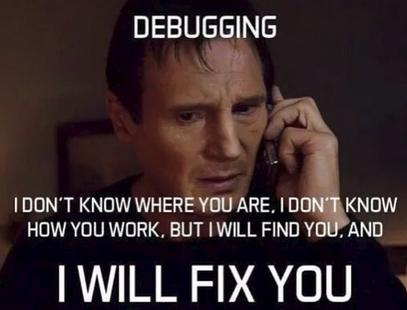 DEBUGGING
I DON'T KNOW WHERE YOU ARE, I DON'T KNOW
HOW YOU WORK, BUT I WILL FIND YOU, AND
I WILL FIX YOU